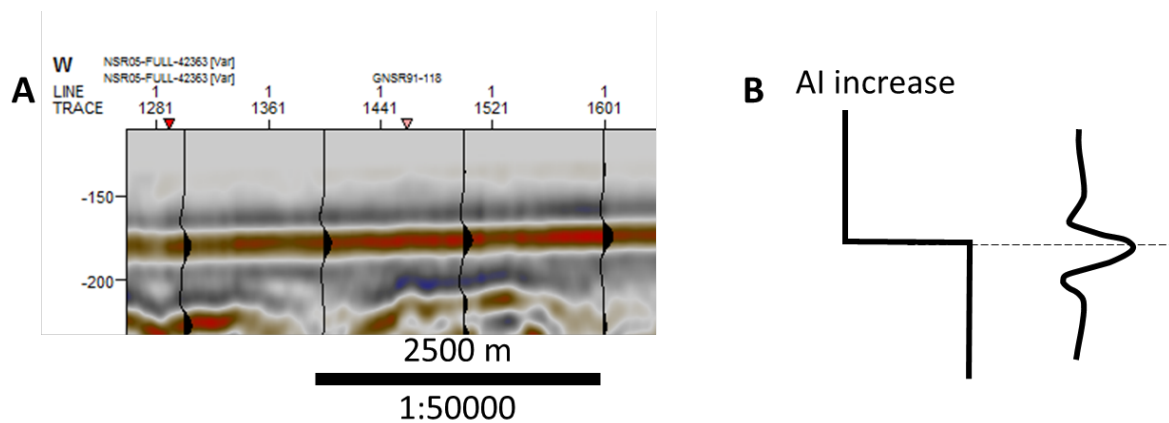 A
W
NSR05-FULL-42363 [Var]
NSR05-FULL-42363 [Var]
GNSR91-118
LINE 1 1 1 1 1
TRACE 1281 1361 1441 1521 1601
-150
-200
2500 m
1:50000
B
AI increase